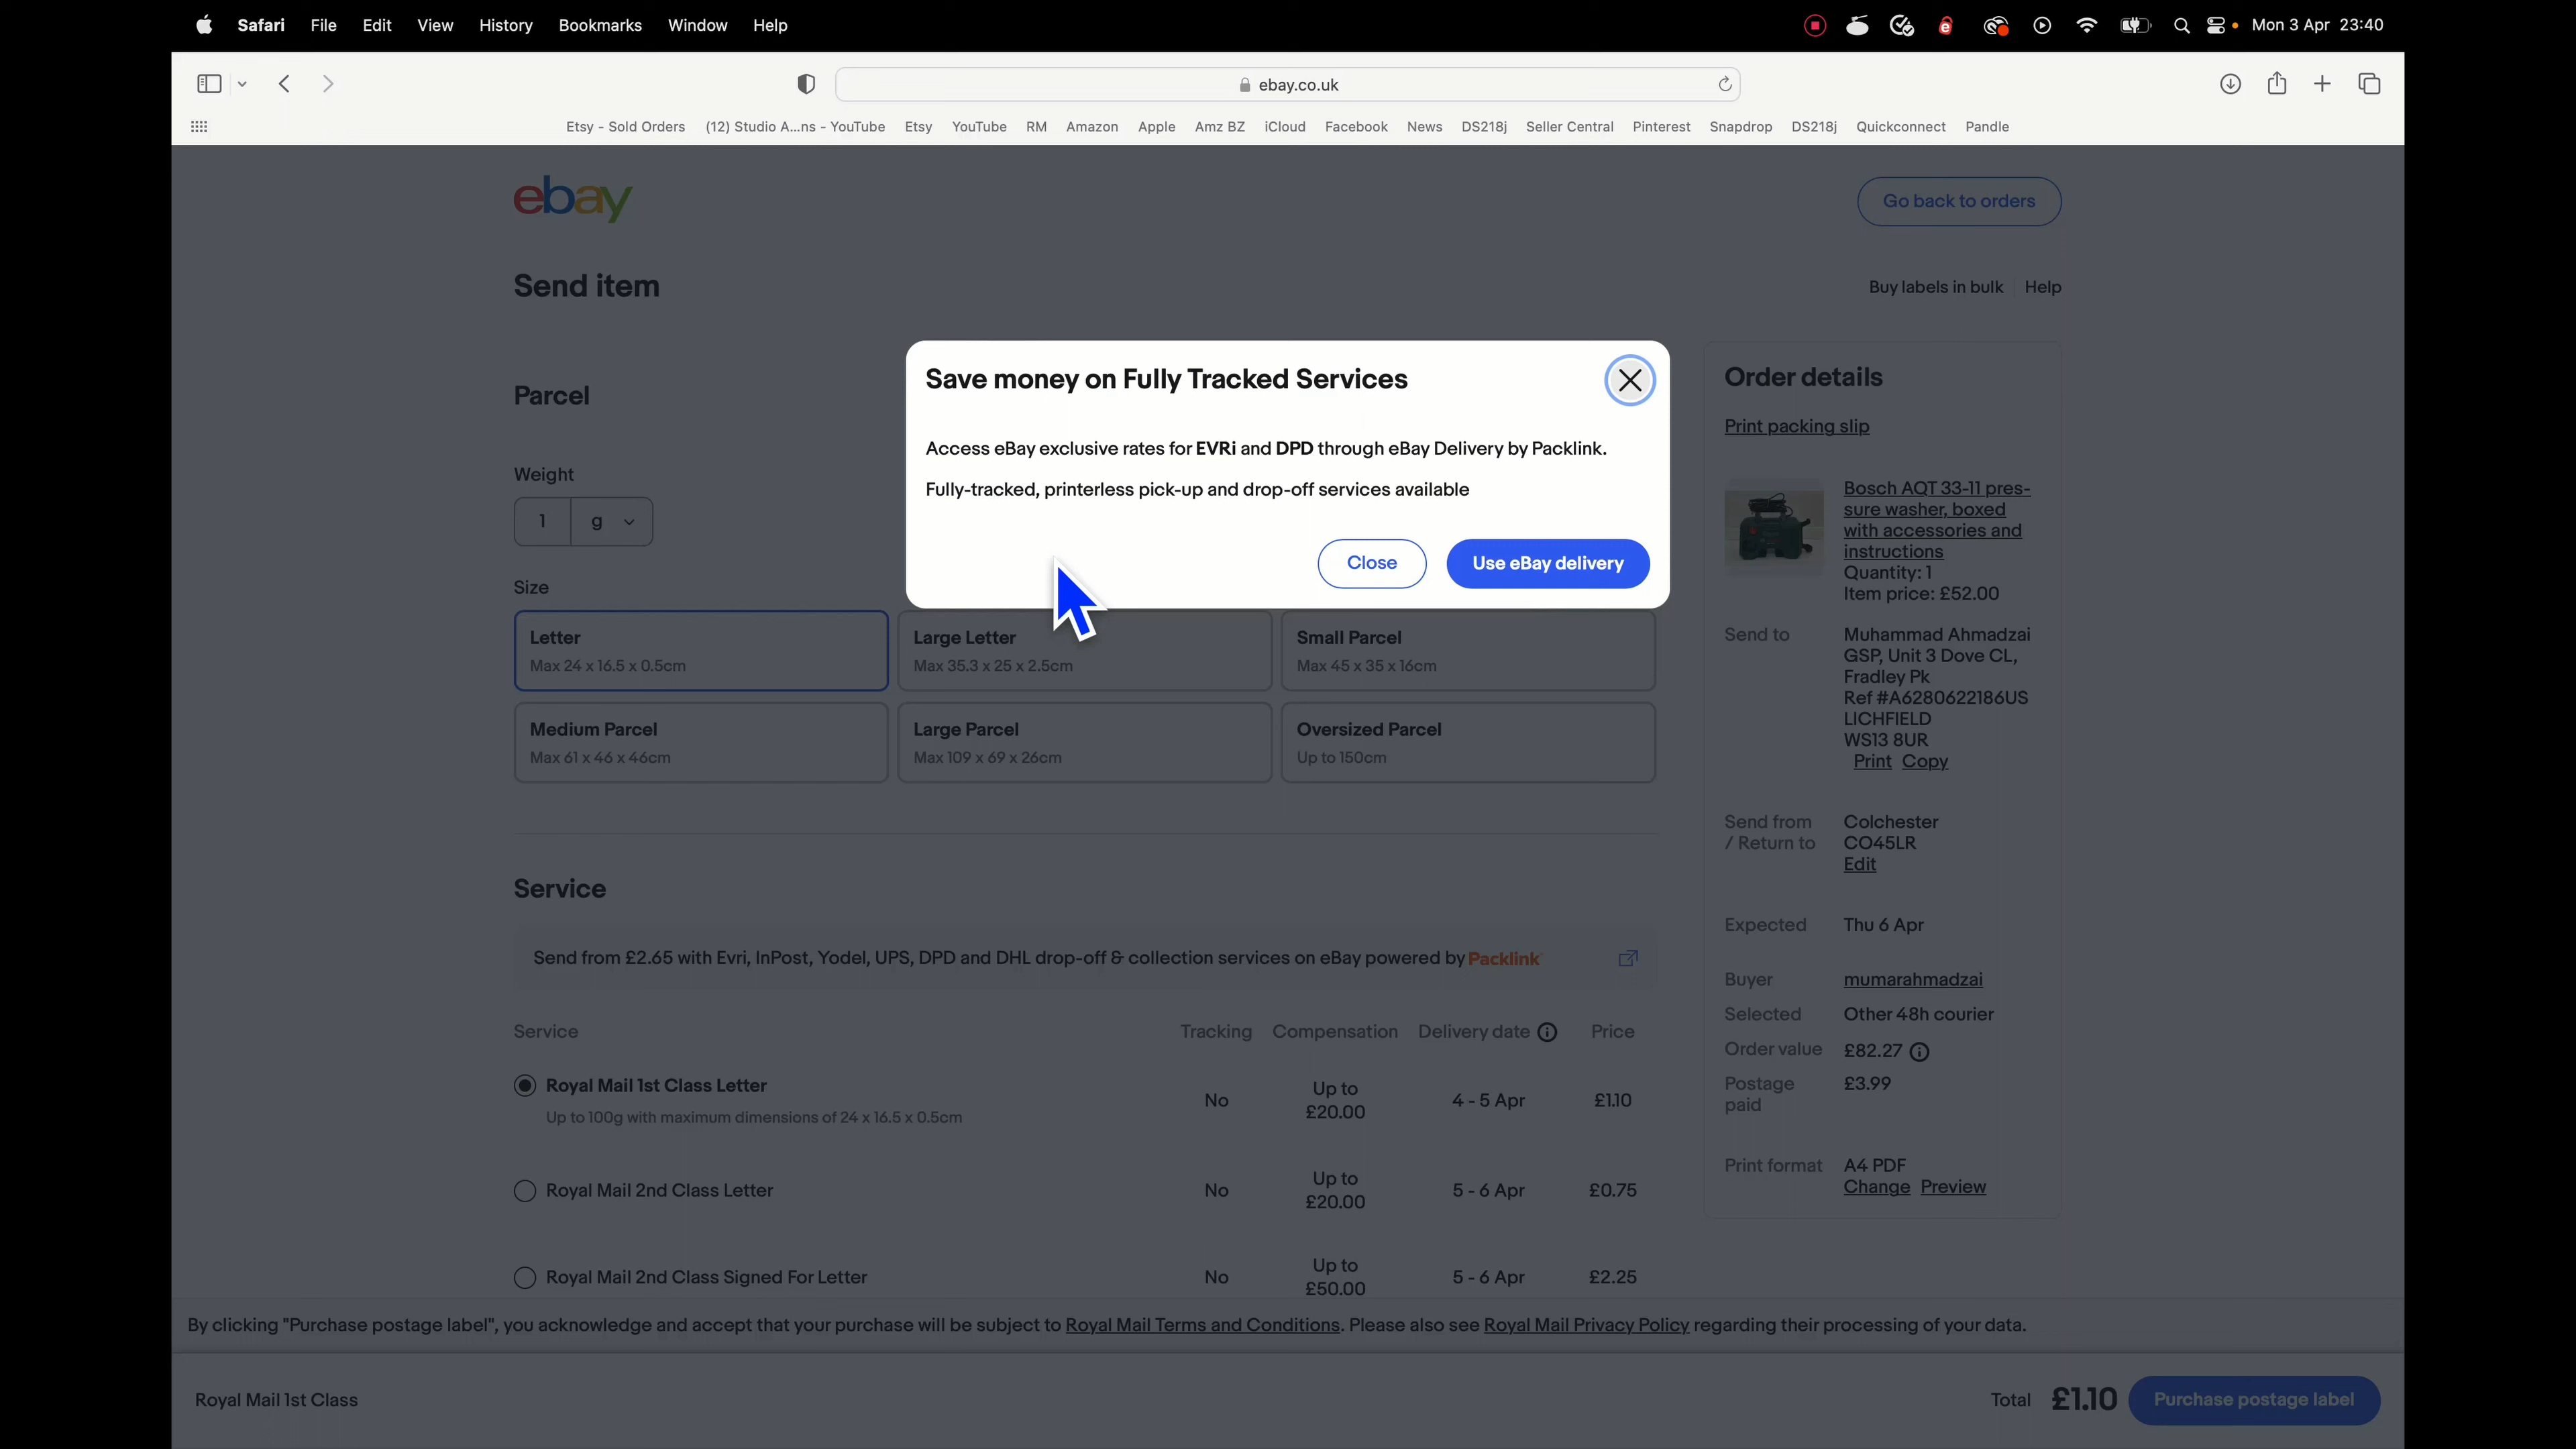 Safari File Edit View History Bookmarks Window Help Mon 3 Apr 23:40
ebay.co.uk
Etsy - Sold Orders (12) Studio A...ns - YouTube Etsy YouTube RM Amazon Apple Amz BZ iCloud Facebook News DS218j Seller Central Pinterest Snapdrop DS218j Quickconnect Pandle
ebay
Go back to orders
Send item
Buy labels in bulk Help
Save money on Fully Tracked Services
Access eBay exclusive rates for EVRi and DPD through eBay Delivery by Packlink.
Fully-tracked, printerless pick-up and drop-off services available
Close Use eBay delivery
Parcel
Weight
1 g
Size
Letter
Max 24 x 16.5 x 0.5cm
Large Letter
Max 35.3 x 25 x 2.5cm
Small Parcel
Max 45 x 35 x 16cm
Medium Parcel
Max 61 x 46 x 46cm
Large Parcel
Max 109 x 69 x 26cm
Oversized Parcel
Up to 150cm
Service
Send from £2.65 with Evri, InPost, Yodel, UPS, DPD and DHL drop-off & collection services on eBay powered by Packlink
Service Tracking Compensation Delivery date Price
Royal Mail 1st Class Letter
Up to 100g with maximum dimensions of 24 x 16.5 x 0.5cm
No
Up to
£20.00
4 - 5 Apr
£1.10
Royal Mail 2nd Class Letter
No
Up to
£20.00
5 - 6 Apr
£0.75
Royal Mail 2nd Class Signed For Letter
No
Up to
£50.00
5 - 6 Apr
£2.25
Order details
Print packing slip
Bosch AQT 33-11 pres-
sure washer, boxed
with accessories and
instructions
Quantity: 1
Item price: £52.00
Send to
Muhammad Ahmadzai
GSP, Unit 3 Dove CL,
Fradley Pk
Ref #A6280622186US
LICHFIELD
WS13 8UR
Print Copy
Send from
/ Return to
Colchester
CO45LR
Edit
Expected Thu 6 Apr
Buyer mumarahmadzai
Selected Other 48h courier
Order value £82.27
Postage
paid
£3.99
Print format A4 PDF
Change Preview
By clicking "Purchase postage label", you acknowledge and accept that your purchase will be subject to Royal Mail Terms and Conditions. Please also see Royal Mail Privacy Policy regarding their processing of your data.
Royal Mail 1st Class
Total £1.10 Purchase postage label